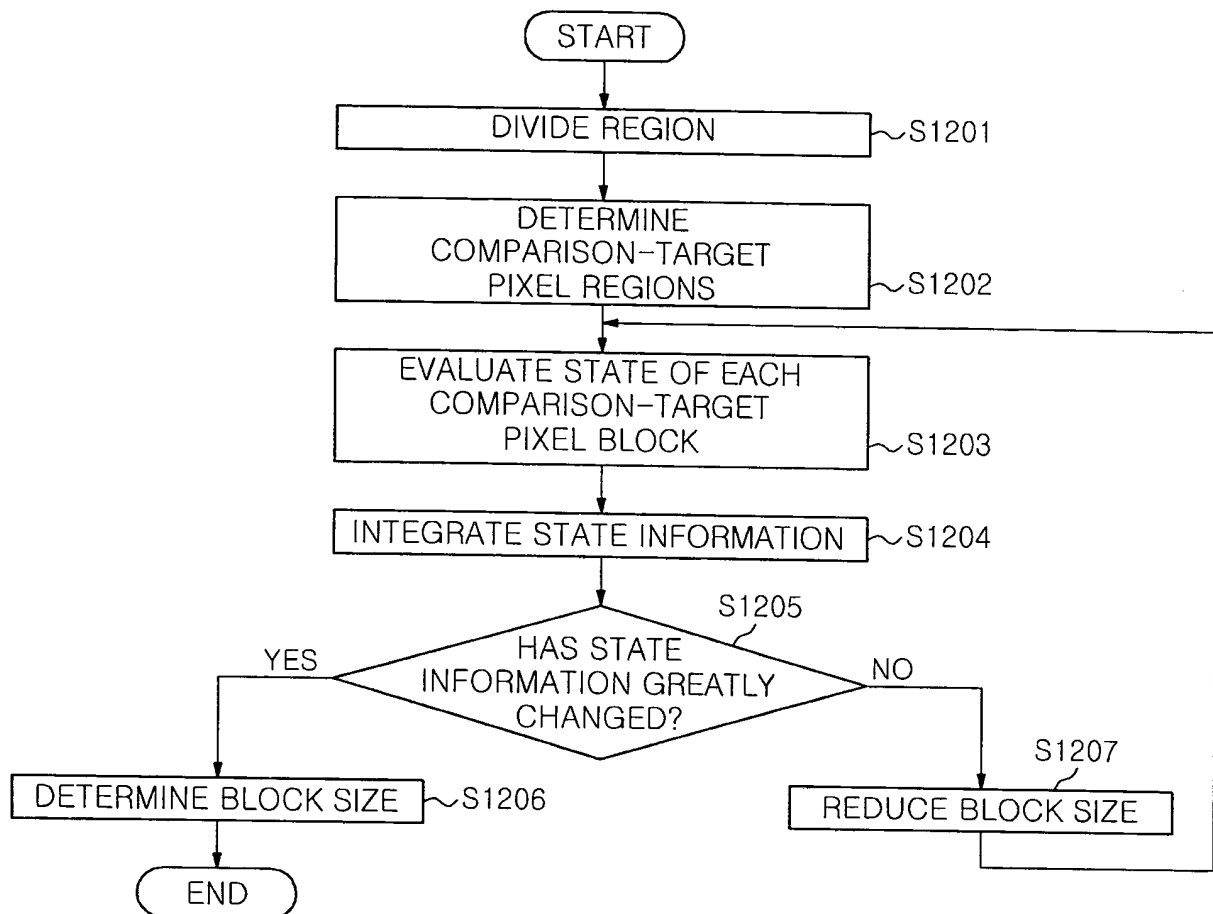 START
DIVIDE REGION
S1201
DETERMINE
COMPARISON-TARGET
PIXEL REGIONS
S1202
EVALUATE STATE OF EACH
COMPARISON-TARGET
PIXEL BLOCK
S1203
INTEGRATE STATE INFORMATION
S1204
S1205
HAS STATE
INFORMATION GREATLY
CHANGED?
YES
NO
DETERMINE BLOCK SIZE
S1206
S1207
REDUCE BLOCK SIZE
END